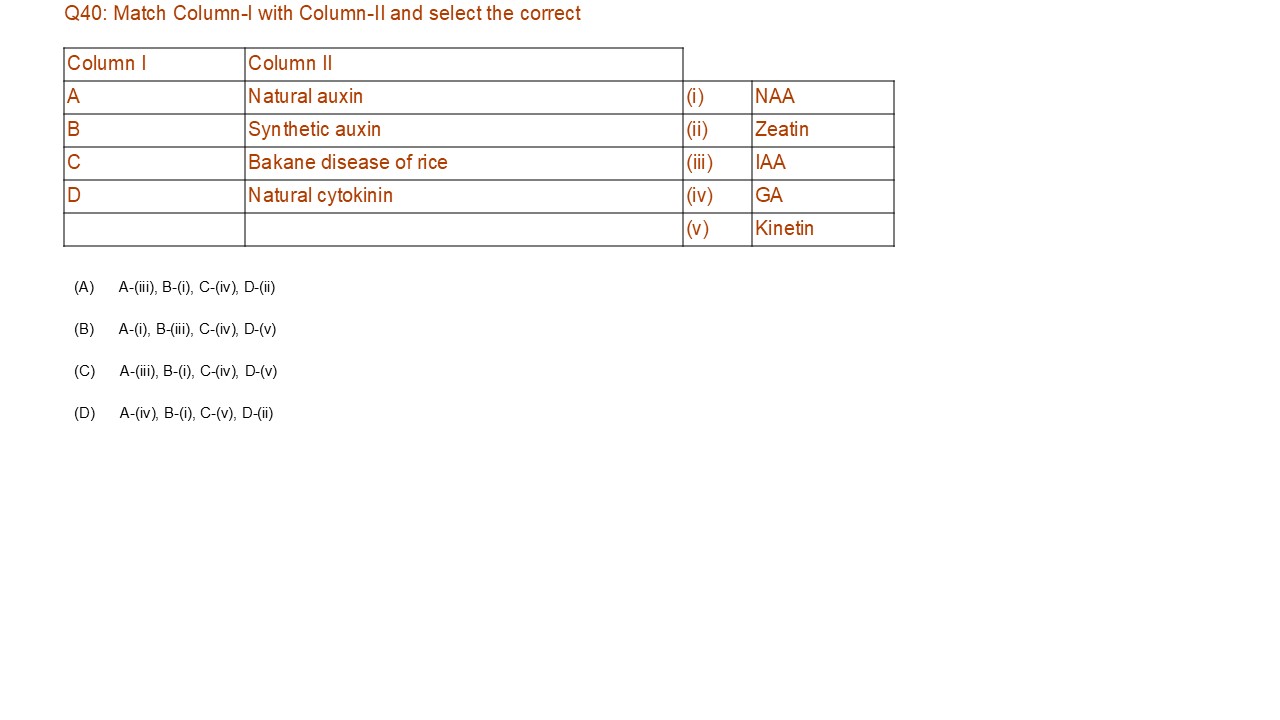 Q40: Match Column-I with Column-II and select the correct
Column I Column II
A Natural auxin (i) NAA
B Synthetic auxin (ii) Zeatin
C Bakane disease of rice (iii) IAA
D Natural cytokinin (iv) GA
(v) Kinetin
(A) A-(iii), B-(i), C-(iv), D-(ii)
(B) A-(i), B-(iii), C-(iv), D-(v)
(C) A-(iii), B-(i), C-(iv), D-(v)
(D) A-(iv), B-(i), C-(v), D-(ii)